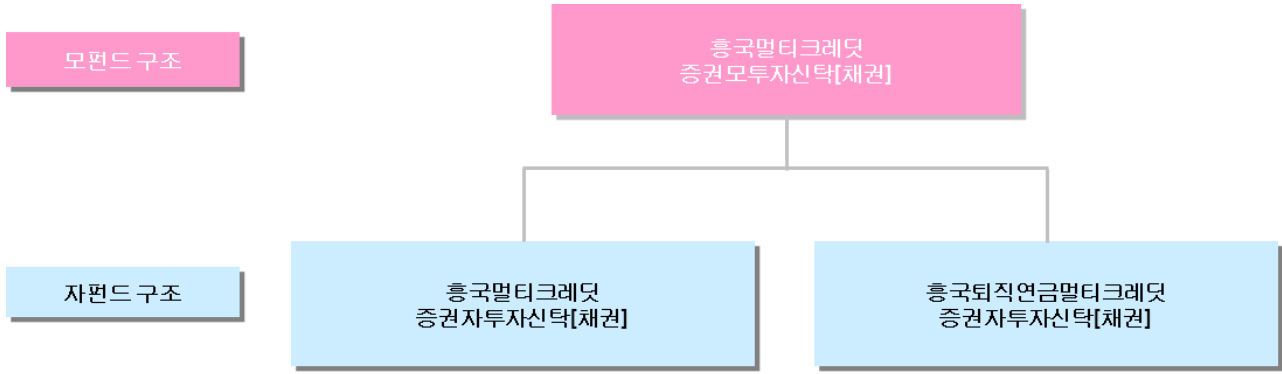 모펀드 구조
흥국멀티크레딧
증권모투자신탁[채권]
자펀드 구조
흥국멀티크레딧
증권자투자신탁[채권]
흥국퇴직연금멀티크레딧
증권자투자신탁[채권]